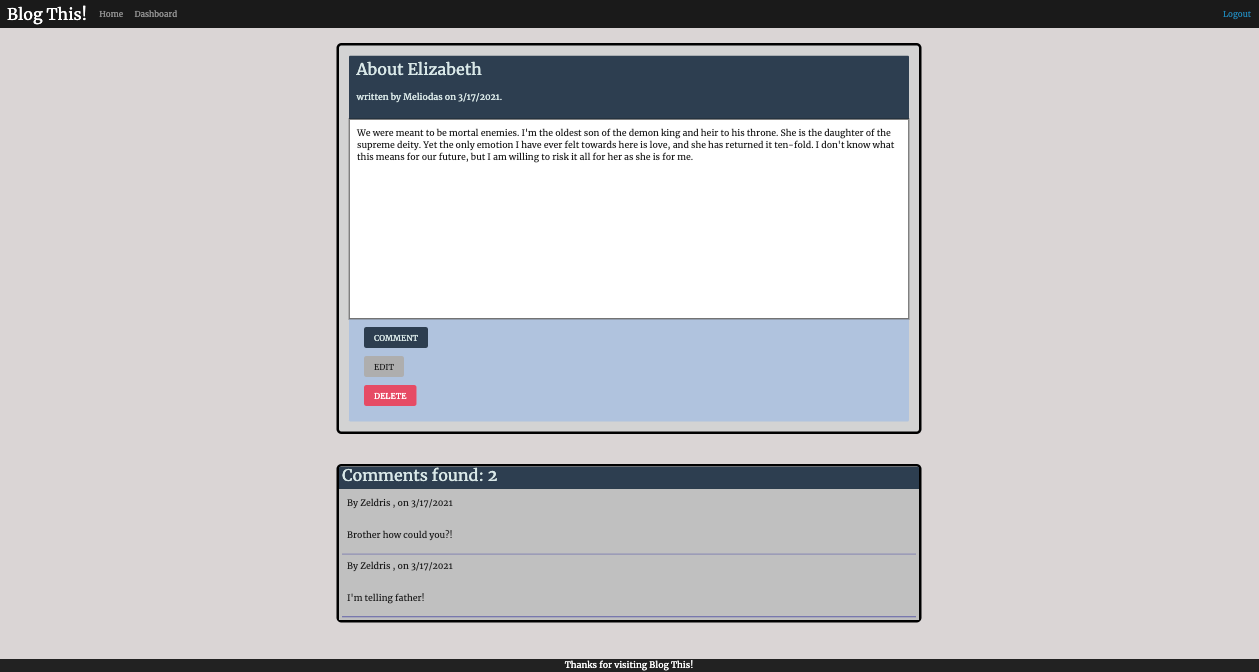 Blog This! Home Dashboard Logout
About Elizabeth
written by Meliodas on 3/17/2021.
We were meant to be mortal enemies. I'm the oldest son of the demon king and heir to his throne. She is the daughter of the
supreme deity. Yet the only emotion I have ever felt towards here is love, and she has returned it ten-fold. I don't know what
this means for our future, but I am willing to risk it all for her as she is for me.
COMMENT
EDIT
DELETE
Comments found: 2
By Zeldris , on 3/17/2021
Brother how could you?!
By Zeldris , on 3/17/2021
I'm telling father!
Thanks for visiting Blog This!